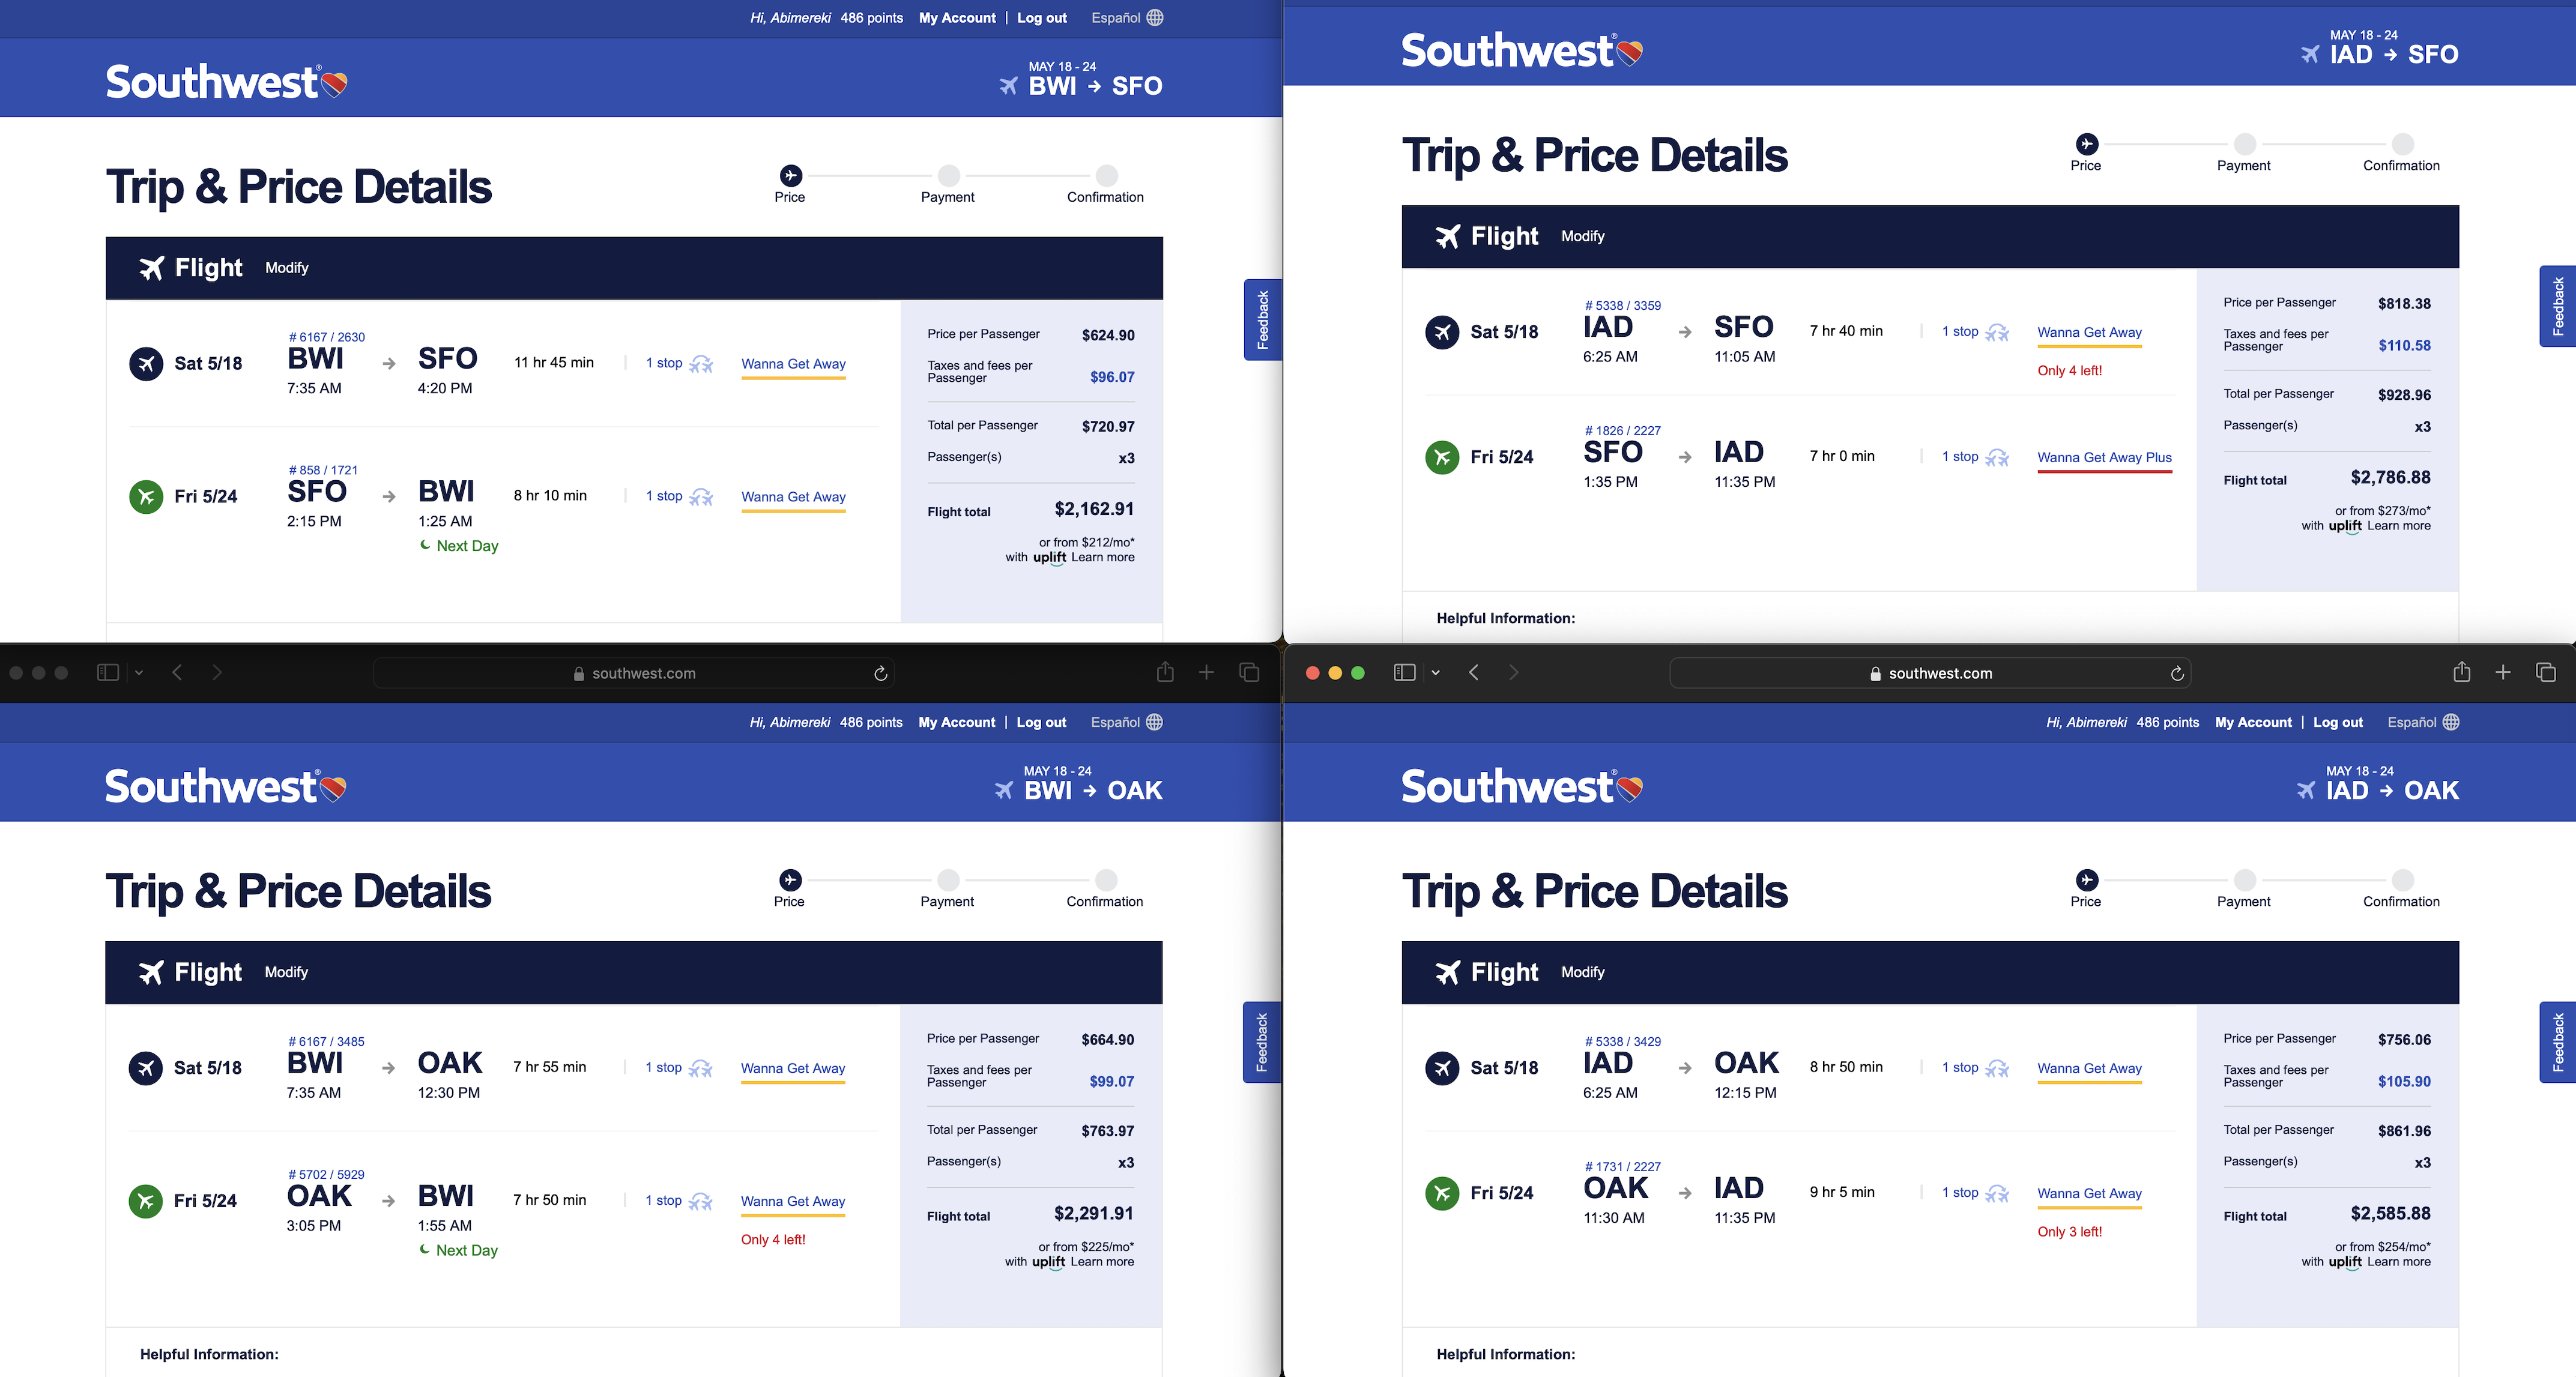 Hi, Abimereki 486 points My Account | Log out Español
Southwest®
MAY 18 - 24
BWI → SFO
Trip & Price Details
Price
Payment
Confirmation
Flight Modify
Sat 5/18
# 6167 / 2630
BWI → SFO
7:35 AM 4:20 PM
11 hr 45 min
1 stop
Wanna Get Away
Fri 5/24
# 858 / 1721
SFO → BWI
2:15 PM 1:25 AM
Next Day
8 hr 10 min
1 stop
Wanna Get Away
Price per Passenger $624.90
Taxes and fees per
Passenger $96.07
Total per Passenger $720.97
Passenger(s) x3
Flight total $2,162.91
or from $212/mo*
with uplift Learn more
Feedback
Southwest®
MAY 18 - 24
IAD → SFO
Trip & Price Details
Price
Payment
Confirmation
Flight Modify
Sat 5/18
# 5338 / 3359
IAD → SFO
6:25 AM 11:05 AM
7 hr 40 min
1 stop
Wanna Get Away
Only 4 left!
Fri 5/24
# 1826 / 2227
SFO → IAD
1:35 PM 11:35 PM
7 hr 0 min
1 stop
Wanna Get Away Plus
Price per Passenger $818.38
Taxes and fees per
Passenger $110.58
Total per Passenger $928.96
Passenger(s) x3
Flight total $2,786.88
or from $273/mo*
with uplift Learn more
Helpful Information:
Feedback
southwest.com
Hi, Abimereki 486 points My Account | Log out Español
Southwest®
MAY 18 - 24
BWI → OAK
Trip & Price Details
Price
Payment
Confirmation
Flight Modify
Sat 5/18
# 6167 / 3485
BWI → OAK
7:35 AM 12:30 PM
7 hr 55 min
1 stop
Wanna Get Away
Fri 5/24
# 5702 / 5929
OAK → BWI
3:05 PM 1:55 AM
Next Day
7 hr 50 min
1 stop
Wanna Get Away
Only 4 left!
Price per Passenger $664.90
Taxes and fees per
Passenger $99.07
Total per Passenger $763.97
Passenger(s) x3
Flight total $2,291.91
or from $225/mo*
with uplift Learn more
Helpful Information:
Feedback
southwest.com
Hi, Abimereki 486 points My Account | Log out Español
Southwest®
MAY 18 - 24
IAD → OAK
Trip & Price Details
Price
Payment
Confirmation
Flight Modify
Sat 5/18
# 5338 / 3429
IAD → OAK
6:25 AM 12:15 PM
8 hr 50 min
1 stop
Wanna Get Away
Fri 5/24
# 1731 / 2227
OAK → IAD
11:30 AM 11:35 PM
9 hr 5 min
1 stop
Wanna Get Away
Only 3 left!
Price per Passenger $756.06
Taxes and fees per
Passenger $105.90
Total per Passenger $861.96
Passenger(s) x3
Flight total $2,585.88
or from $254/mo*
with uplift Learn more
Helpful Information:
Feedback